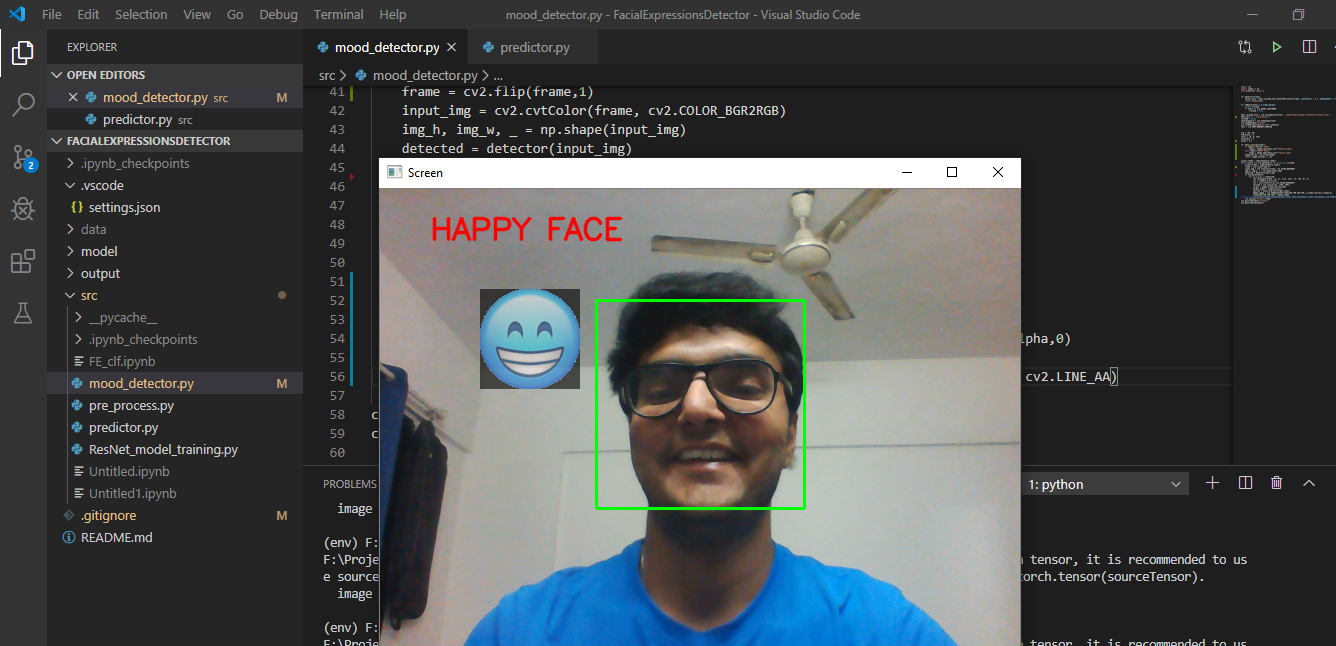 File Edit Selection View Go Debug Terminal Help
mood_detector.py - FacialExpressionsDetector - Visual Studio Code
EXPLORER
OPEN EDITORS
mood_detector.py src M
predictor.py src
FACIALEXPRESSIONSDETECTOR
.ipynb_checkpoints
.vscode
{} settings.json
data
model
output
src
__pycache__
.ipynb_checkpoints
FE_clf.ipynb
mood_detector.py M
pre_process.py
predictor.py
ResNet_model_training.py
Untitled.ipynb
Untitled1.ipynb
.gitignore M
README.md
2
mood_detector.py
predictor.py
src > mood_detector.py > ...
41 frame = cv2.flip(frame,1)
42 input_img = cv2.cvtColor(frame, cv2.COLOR_BGR2RGB)
43 img_h, img_w, _ = np.shape(input_img)
44 detected = detector(input_img)
45
46
47
48
49
50
51
52
53
54 lpha,0)
55
56 cv2.LINE_AA)
57
58 c
59 c
60
Screen
HAPPY FACE
PROBLEMS
1: python
image
(env) F:
F:\Proje
tensor, it is recommended to us
e source
torch.tensor(sourceTensor).
image
(env) F:
F:\Proje
tensor, it is recommended to us